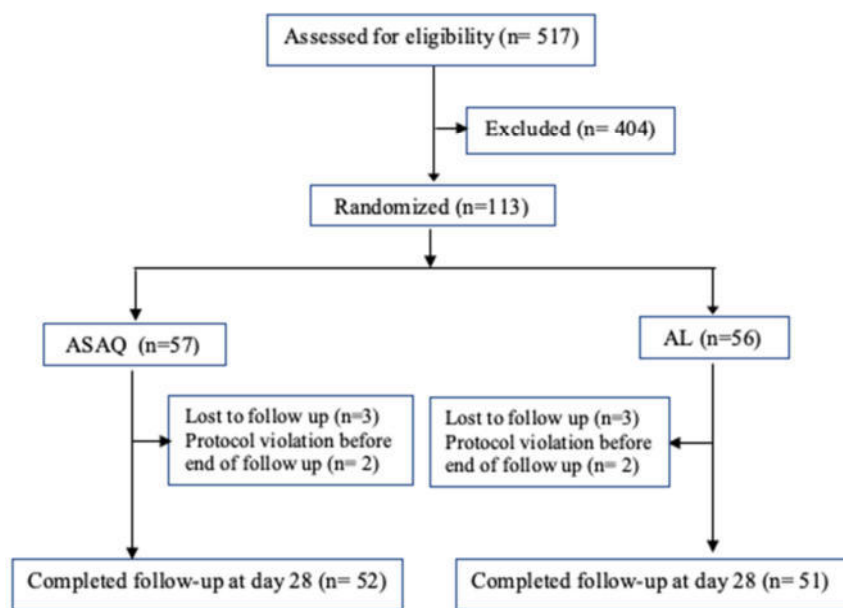 Assessed for eligibility (n= 517)
Excluded (n= 404)
Randomized (n=113)
ASAQ (n=57)
AL (n=56)
Lost to follow up (n=3)
Protocol violation before
end of follow up (n= 2)
Lost to follow up (n=3)
Protocol violation before
end of follow up (n= 2)
Completed follow-up at day 28 (n= 52)
Completed follow-up at day 28 (n= 51)